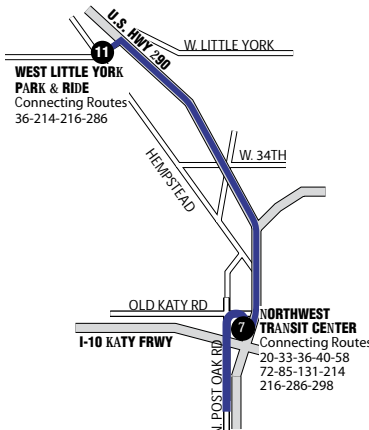 U.S. HWY 290
11
W. LITTLE YORK
WEST LITTLE YORK
PARK & RIDE
Connecting Routes
36-214-216-286
W. 34TH
HEMPSTEAD
OLD KATY RD
7
NORTHWEST
TRANSIT CENTER
Connecting Routes
20-33-36-40-58
72-85-131-214
216-286-298
I-10 KATY FRWY
N. POST OAK RD